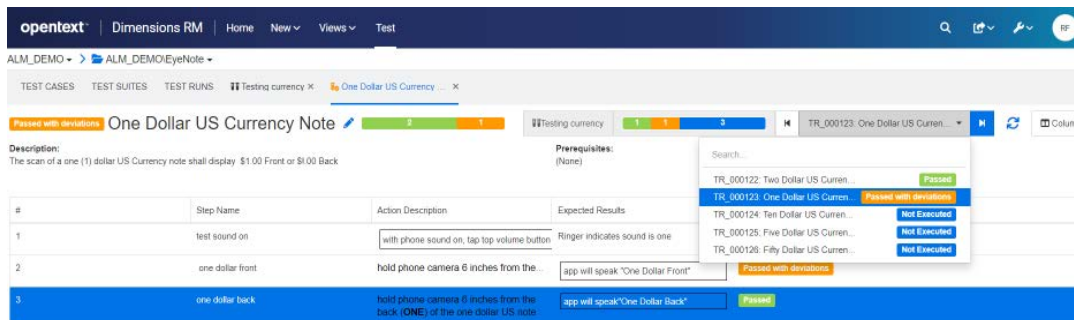 opentext | Dimensions RM | Home New Views Test RF
ALM_DEMO > ALM_DEMO\EyeNote
TEST CASES TEST SUITES TEST RUNS Testing currency × One Dollar US Currency ... ×
Passed with deviations One Dollar US Currency Note 2 1 Testing currency 1 1 3 TR_000123: One Dollar US Curren... Colum
Description:
The scan of a one (1) dollar US Currency note shall display $1.00 Front or $I.00 Back
Prerequisites:
(None)
Search...
TR_000122: Two Dollar US Curren... Passed
TR_000123: One Dollar US Curren... Passed with deviations
TR_000124: Ten Dollar US Curren... Not Executed
TR_000125: Five Dollar US Curren... Not Executed
TR_000126: Fifty Dollar US Curren... Not Executed
# Step Name Action Description Expected Results
1 test sound on with phone sound on, tap top volume button Ringer indicates sound is one
2 one dollar front hold phone camera 6 inches from the... app will speak "One Dollar Front" Passed with deviations
3 one dollar back hold phone camera 6 inches from the app will speak"One Dollar Back" Passed
back (ONE) of the one dollar US note